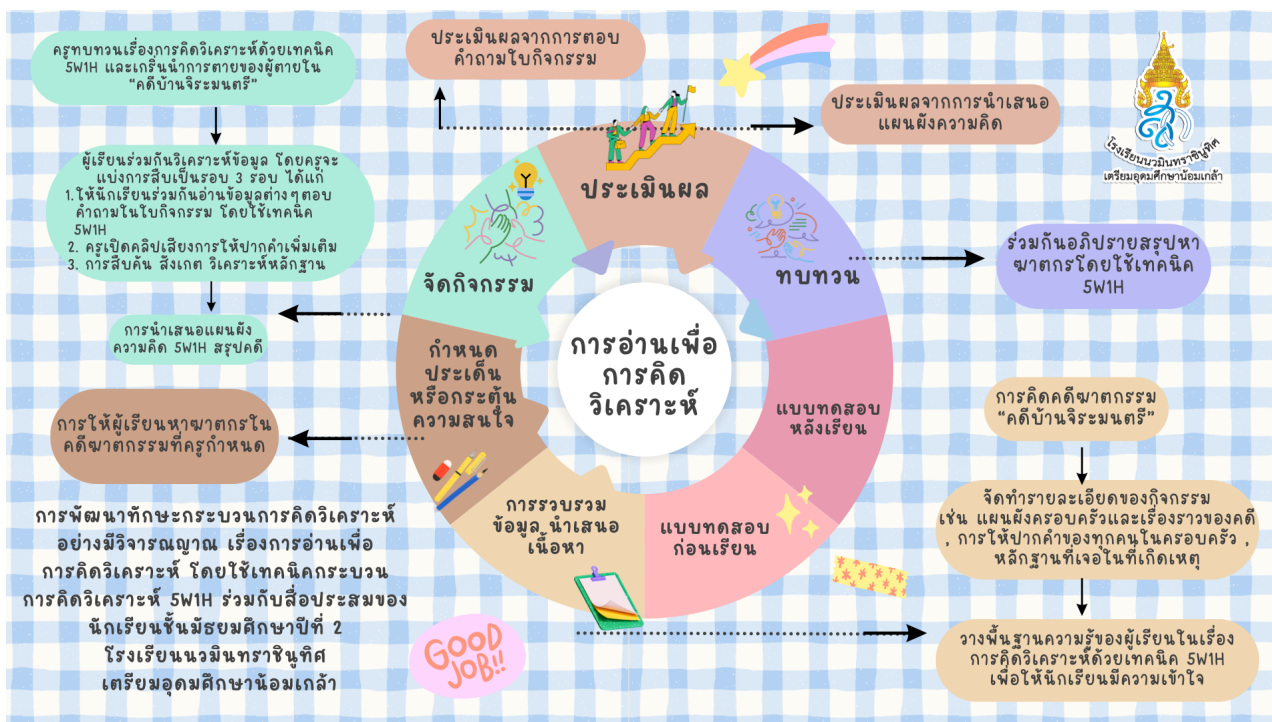 ครูทบทวนเรื่องการคิดวิเคราะห์ด้วยเทคนิค
5W1H และเกริ่นนำการตายของผู้ตายใน
“คดีบ้านจิระมนตรี”
ผู้เรียนร่วมกันวิเคราะห์ข้อมูล โดยครูจะ
แบ่งการสืบเป็นรอบ 3 รอบ ได้แก่
1.ให้นักเรียนร่วมกันอ่านข้อมูลต่างๆตอบ
คำถามในใบกิจกรรม โดยใช้เทคนิค
5W1H
2. ครูเปิดคลิปเสียงการให้ปากคำเพิ่มเติม
3. การสืบค้น สังเกต วิเคราะห์หลักฐาน
การนำเสนอแผนผัง
ความคิด 5W1H สรุปคดี
การให้ผู้เรียนหาฆาตกรใน
คดีฆาตกรรมที่ครูกำหนด
การพัฒนาทักษะกระบวนการคิดวิเคราะห์
อย่างมีวิจารณญาณ เรื่องการอ่านเพื่อ
การคิดวิเคราะห์ โดยใช้เทคนิคกระบวน
การคิดวิเคราะห์ 5W1H ร่วมกับสื่อประสมของ
นักเรียนชั้นมัธยมศึกษาปีที่ 2
โรงเรียนนวมินทราชินูทิศ
เตรียมอุดมศึกษาน้อมเกล้า
ประเมินผลจากการตอบ
คำถามใบกิจกรรม
ประเมินผลจากการนำเสนอ
แผนผังความคิด
ประเมินผล
จัดกิจกรรม
ทบทวน
การอ่านเพื่อ
การคิด
วิเคราะห์
กำหนด
ประเด็น
หรือกระตุ้น
ความสนใจ
แบบทดสอบ
หลังเรียน
การรวบรวม
ข้อมูล นำเสนอ
เนื้อหา
แบบทดสอบ
ก่อนเรียน
GOOD
JOB!!
โรงเรียนนวมินทราชินูทิศ
เตรียมอุดมศึกษาน้อมเกล้า
ร่วมกันอภิปรายสรุปหา
ฆาตกรโดยใช้เทคนิค
5W1H
การคิดคดีฆาตกรรม
“คดีบ้านจิระมนตรี”
จัดทำรายละเอียดของกิจกรรม
เช่น แผนผังครอบครัวและเรื่องราวของคดี
, การให้ปากคำของทุกคนในครอบครัว ,
หลักฐานที่เจอในที่เกิดเหตุ
วางพื้นฐานความรู้ของผู้เรียนในเรื่อง
การคิดวิเคราะห์ด้วยเทคนิค 5W1H
เพื่อให้นักเรียนมีความเข้าใจ